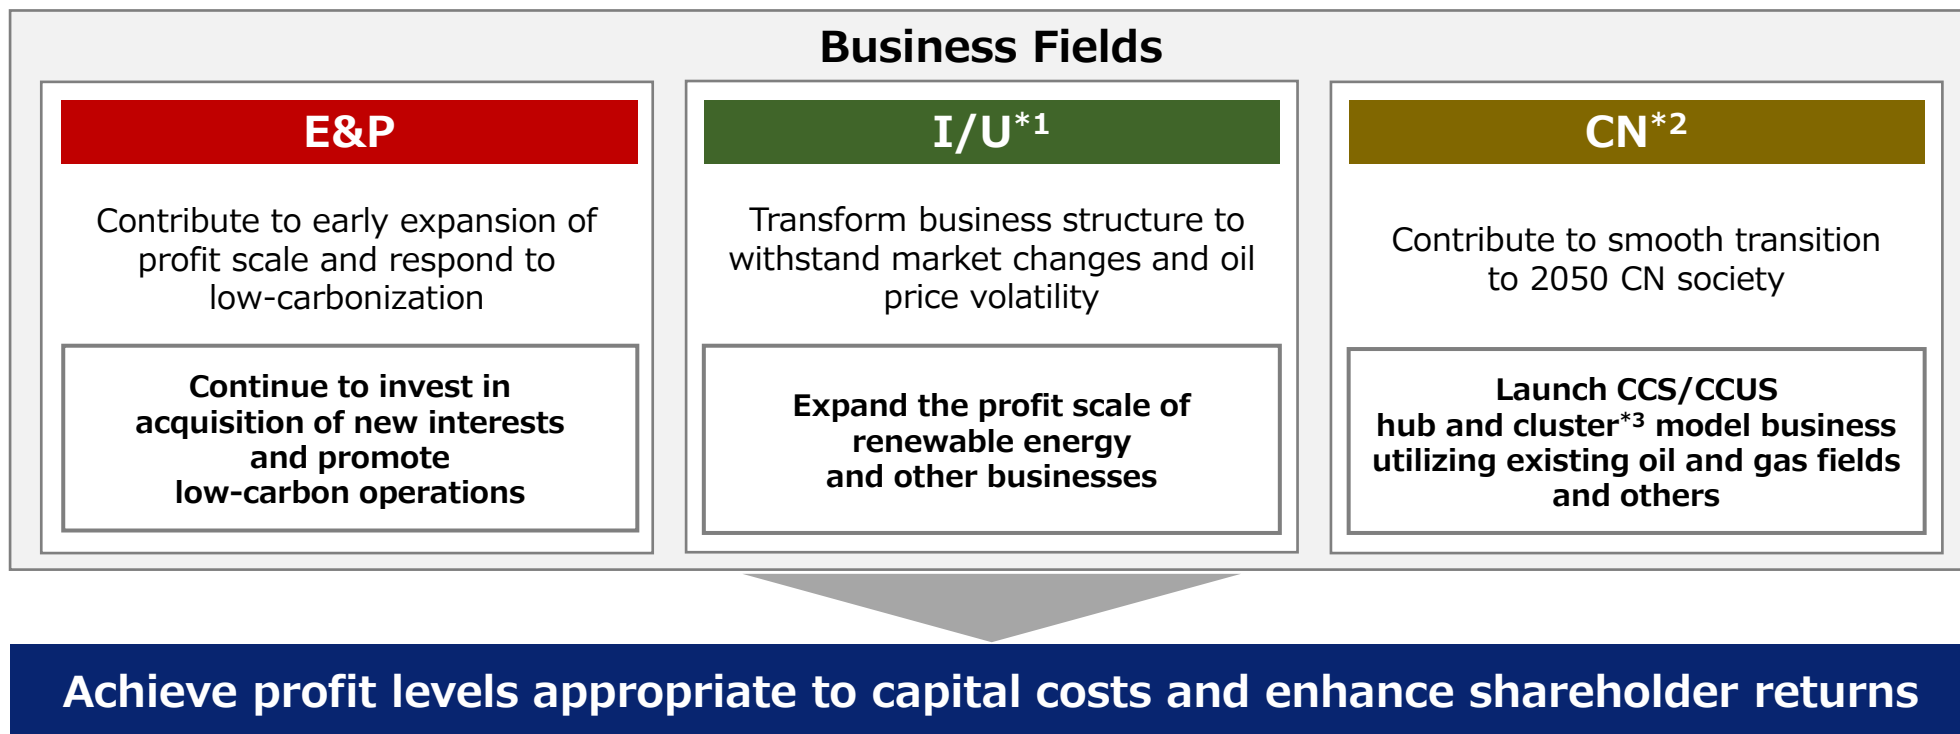 Business Fields
E&P
Contribute to early expansion of
profit scale and respond to
low-carbonization
Continue to invest in
acquisition of new interests
and promote
low-carbon operations
I/U*1
Transform business structure to
withstand market changes and oil
price volatility
Expand the profit scale of
renewable energy
and other businesses
CN*2
Contribute to smooth transition
to 2050 CN society
Launch CCS/CCUS
hub and cluster*3 model business
utilizing existing oil and gas fields
and others
Achieve profit levels appropriate to capital costs and enhance shareholder returns